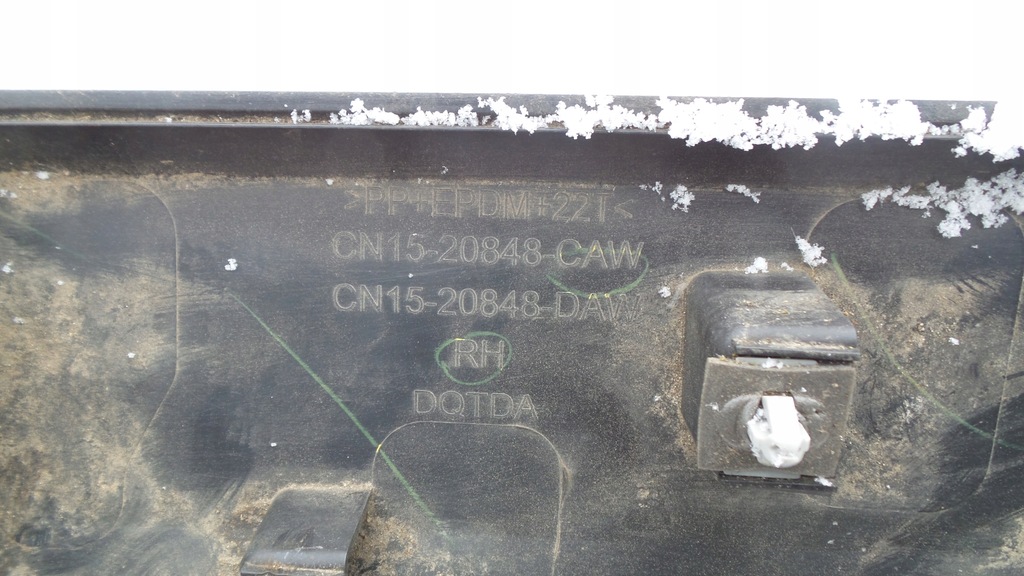 >PP+EPDM+22T<
CN15-20848-CAW
CN15-20848-DAW
RH
DQTDA